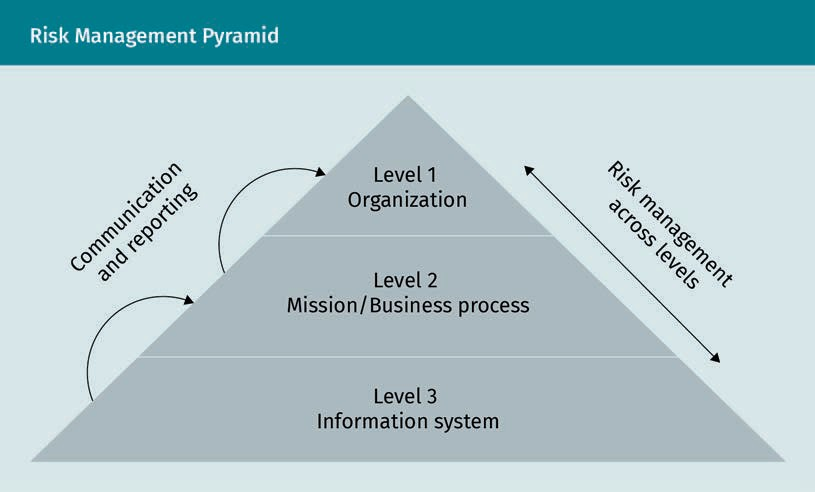 Risk Management Pyramid
Communication
and reporting
Level 1
Organization
Level 2
Mission/Business process
Level 3
Information system
Risk management
across levels